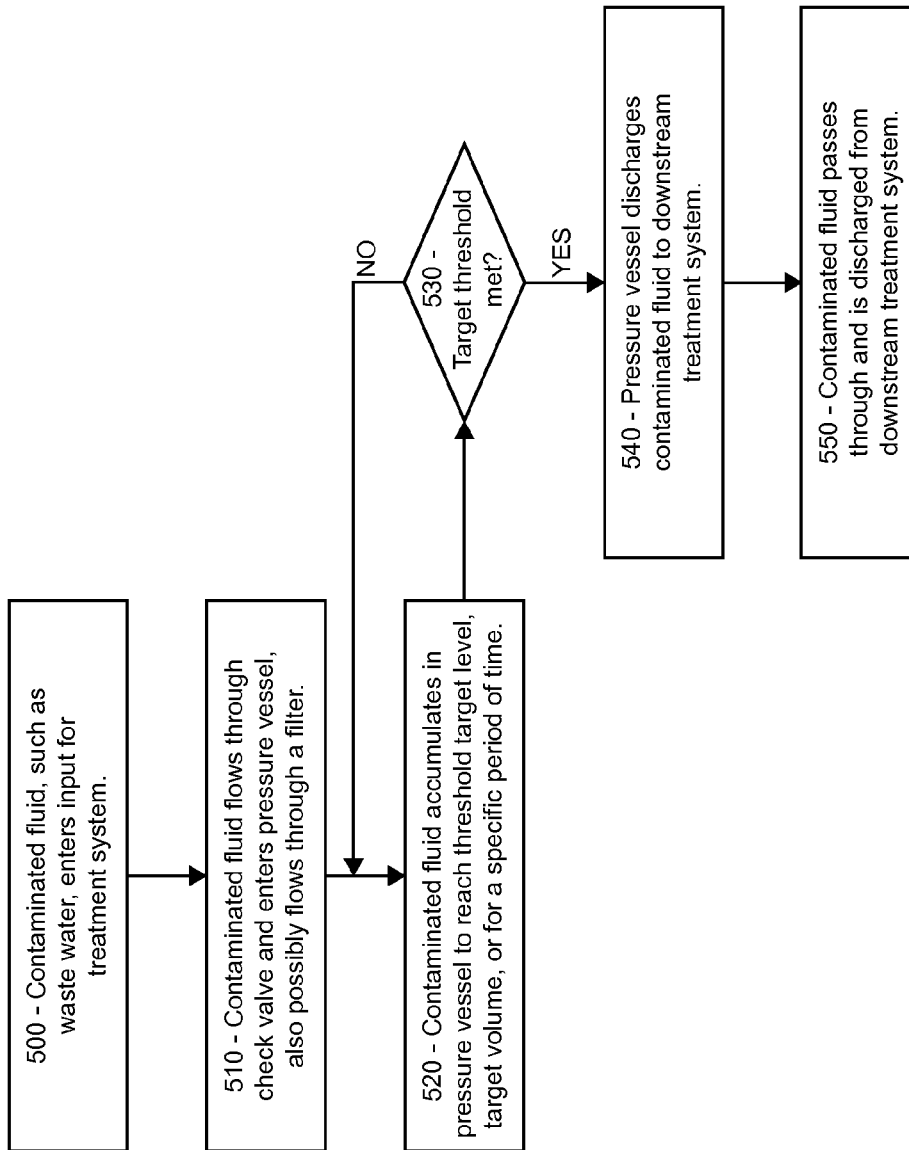 500 - Contaminated fluid, such as
waste water, enters input for
treatment system.
510 - Contaminated fluid flows through
check valve and enters pressure vessel,
also possibly flows through a filter.
520 - Contaminated fluid accumulates in
pressure vessel to reach threshold target level,
target volume, or for a specific period of time.
530 -
Target threshold
met?
NO
YES
540 - Pressure vessel discharges
contaminated fluid to downstream
treatment system.
550 - Contaminated fluid passes
through and is discharged from
downstream treatment system.